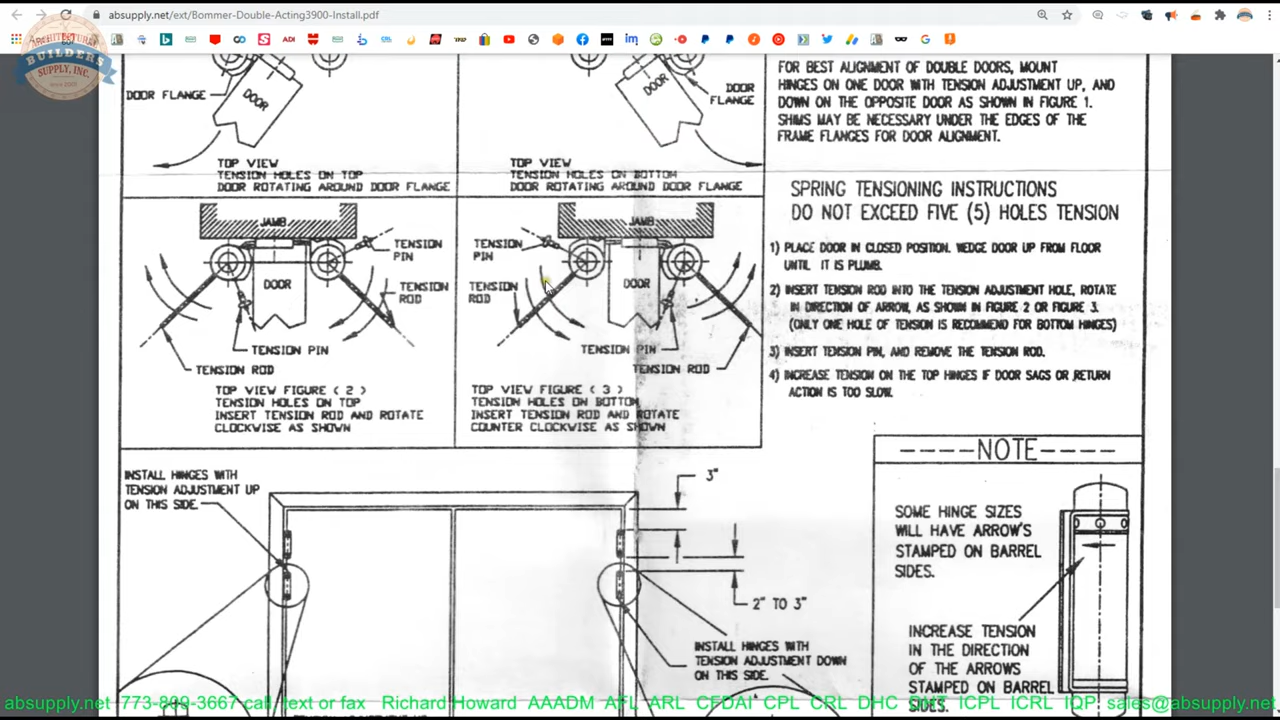 absupply.net/ext/Bommer-Double-Acting3900-Install.pdf
ARCHITECTURAL
BUILDERS
SUPPLY, INC.
since 2005
DOOR FLANGE
DOOR
TOP VIEW
TENSION HOLES ON TOP
DOOR ROTATING AROUND DOOR FLANGE
DOOR
DOOR
FLANGE
TOP VIEW
TENSION HOLES ON BOTTOM
DOOR ROTATING AROUND DOOR FLANGE
FOR BEST ALIGNMENT OF DOUBLE DOORS, MOUNT
HINGES ON ONE DOOR WITH TENSION ADJUSTMENT UP, AND
DOWN ON THE OPPOSITE DOOR AS SHOWN IN FIGURE 1.
SHIMS MAY BE NECESSARY UNDER THE EDGES OF THE
FRAME FLANGES FOR DOOR ALIGNMENT.
JAMB
TENSION
PIN
DOOR
TENSION
ROD
TENSION PIN
TENSION ROD
TOP VIEW FIGURE ( 2 )
TENSION HOLES ON TOP
INSERT TENSION ROD AND ROTATE
CLOCKWISE AS SHOWN
JAMB
TENSION
PIN
TENSION
ROD
DOOR
TENSION PIN
TENSION ROD
TOP VIEW FIGURE ( 3 )
TENSION HOLES ON BOTTOM
INSERT TENSION ROD AND ROTATE
COUNTER CLOCKWISE AS SHOWN
SPRING TENSIONING INSTRUCTIONS
DO NOT EXCEED FIVE (5) HOLES TENSION
1) PLACE DOOR IN CLOSED POSITION. WEDGE DOOR UP FROM FLOOR
UNTIL IT IS PLUMB.
2) INSERT TENSION ROD INTO THE TENSION ADJUSTMENT HOLE, ROTATE
IN DIRECTION OF ARROW, AS SHOWN IN FIGURE 2 OR FIGURE 3.
(ONLY ONE HOLE OF TENSION IS RECOMMEND FOR BOTTOM HINGES)
3) INSERT TENSION PIN, AND REMOVE THE TENSION ROD.
4) INCREASE TENSION ON THE TOP HINGES IF DOOR SAGS OR RETURN
ACTION IS TOO SLOW.
INSTALL HINGES WITH
TENSION ADJUSTMENT UP
ON THIS SIDE.
3"
2" TO 3"
INSTALL HINGES WITH
TENSION ADJUSTMENT DOWN
ON THIS SIDE.
----NOTE----
SOME HINGE SIZES
WILL HAVE ARROW'S
STAMPED ON BARREL
SIDES.
INCREASE TENSION
IN THE DIRECTION
OF THE ARROWS
STAMPED ON BARREL
SIDES.
absupply.net 773-809-3667 call, text or fax Richard Howard AAADM AFL ARL CFDAI CPL CRL DHC DHT ICPL ICRL IQP sales@absupply.net